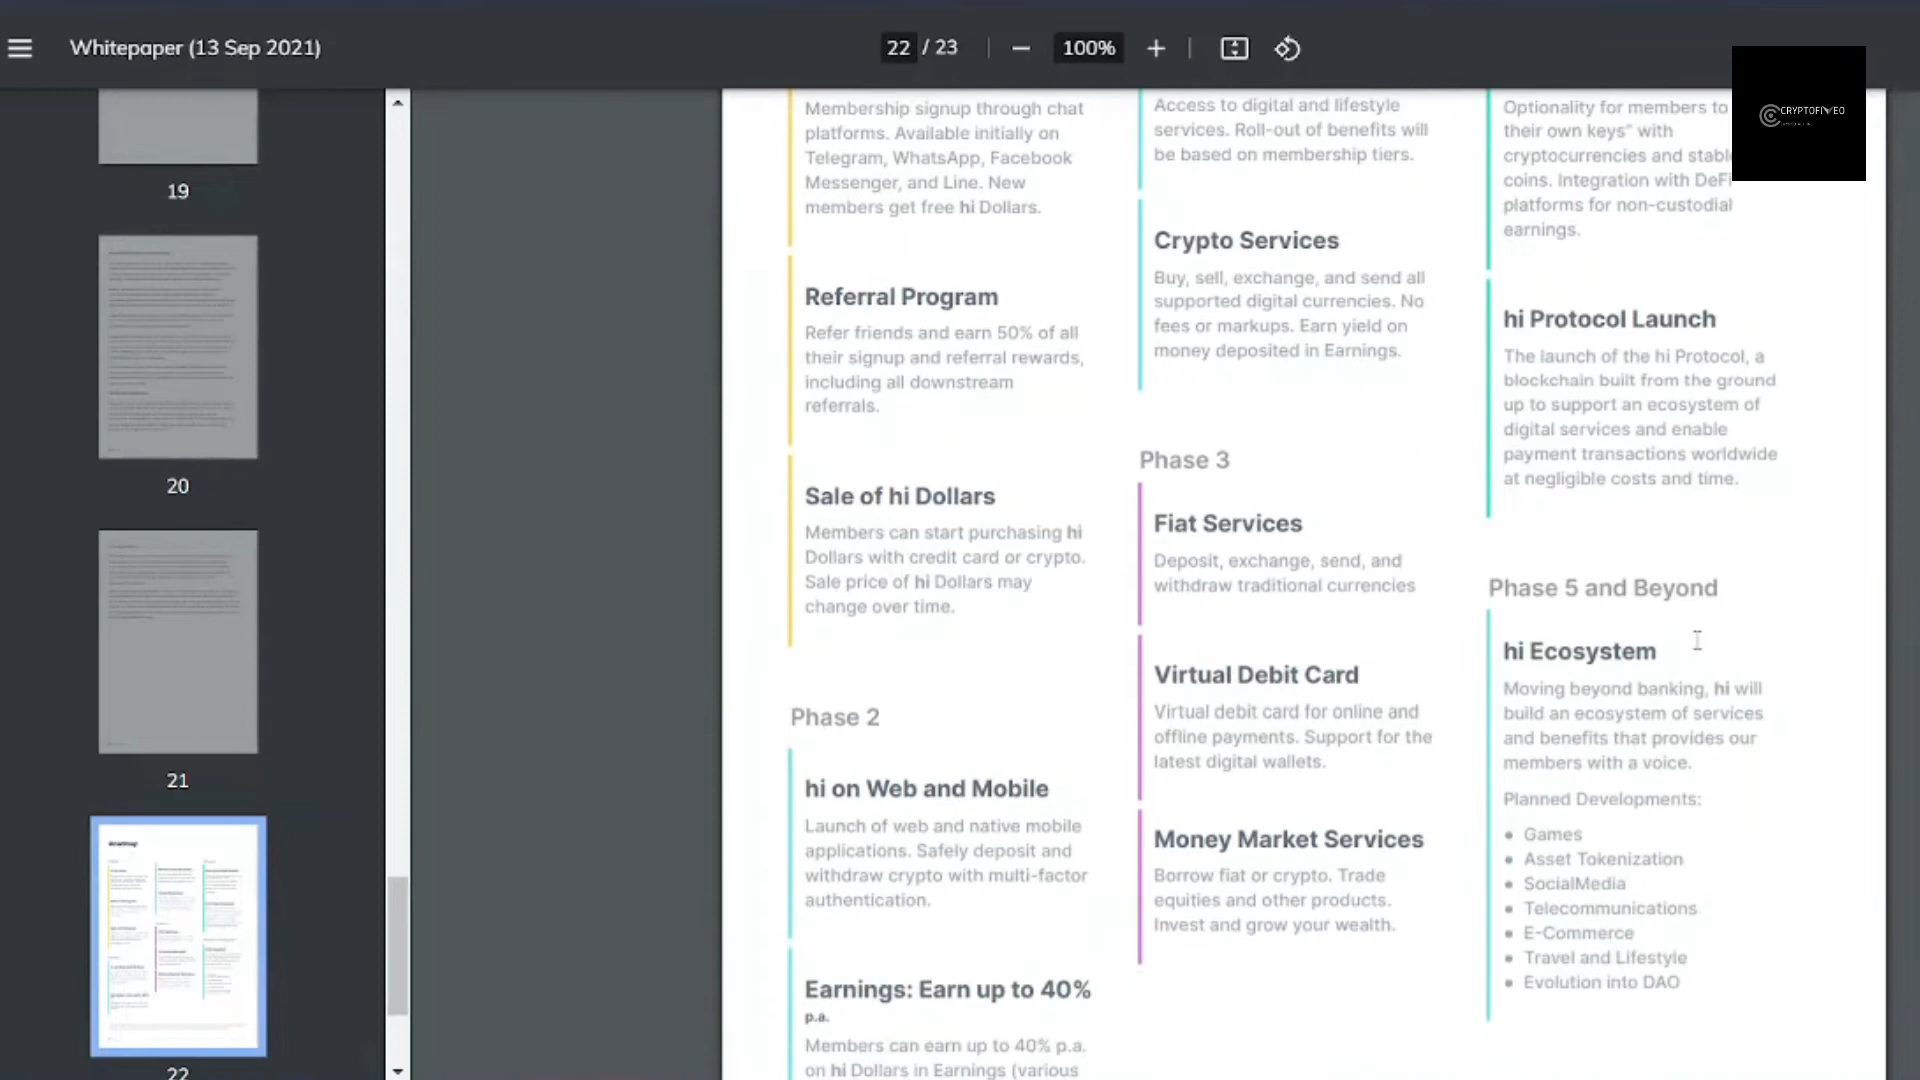 Whitepaper (13 Sep 2021)
22 / 23
100%
CRYPTOFIVEO
19
20
21
22
Membership signup through chat
platforms. Available initially on
Telegram, WhatsApp, Facebook
Messenger, and Line. New
members get free hi Dollars.
Referral Program
Refer friends and earn 50% of all
their signup and referral rewards,
including all downstream
referrals.
Sale of hi Dollars
Members can start purchasing hi
Dollars with credit card or crypto.
Sale price of hi Dollars may
change over time.
Phase 2
hi on Web and Mobile
Launch of web and native mobile
applications. Safely deposit and
withdraw crypto with multi-factor
authentication.
Earnings: Earn up to 40%
p.a.
Members can earn up to 40% p.a.
on hi Dollars in Earnings (various
Access to digital and lifestyle
services. Roll-out of benefits will
be based on membership tiers.
Crypto Services
Buy, sell, exchange, and send all
supported digital currencies. No
fees or markups. Earn yield on
money deposited in Earnings.
Phase 3
Fiat Services
Deposit, exchange, send, and
withdraw traditional currencies
Virtual Debit Card
Virtual debit card for online and
offline payments. Support for the
latest digital wallets.
Money Market Services
Borrow fiat or crypto. Trade
equities and other products.
Invest and grow your wealth.
Optionality for members to
their own keys” with
cryptocurrencies and
coins. Integration with DeFi
platforms for non-custodial
earnings.
hi Protocol Launch
The launch of the hi Protocol, a
blockchain built from the ground
up to support an ecosystem of
digital services and enable
payment transactions worldwide
at negligible costs and time.
Phase 5 and Beyond
hi Ecosystem
Moving beyond banking, hi will
build an ecosystem of services
and benefits that provides our
members with a voice.
Planned Developments:
• Games
• Asset Tokenization
• SocialMedia
• Telecommunications
• E-Commerce
• Travel and Lifestyle
• Evolution into DAO